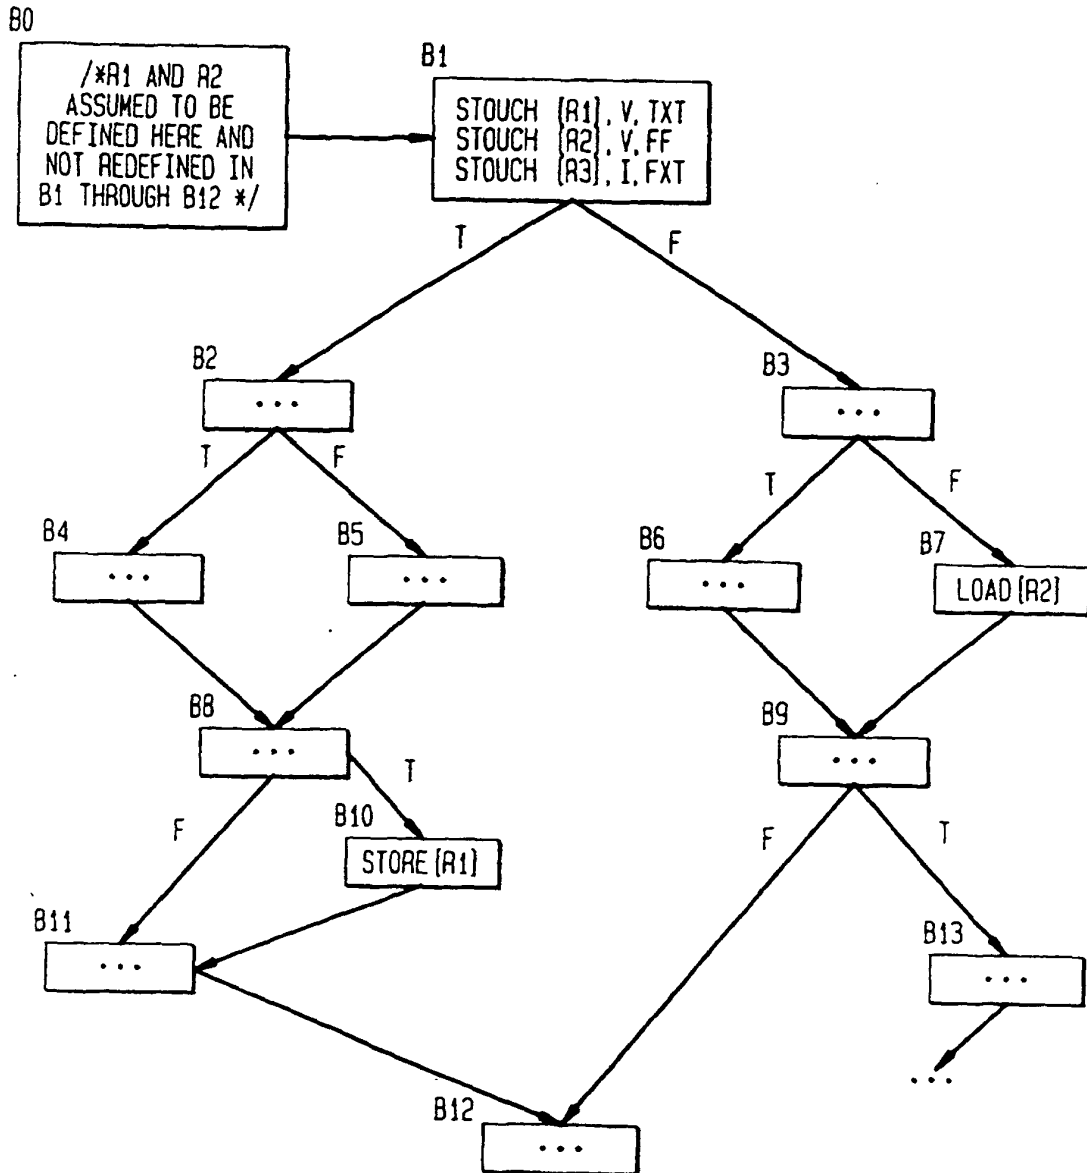 B0
/*R1 AND R2
ASSUMED TO BE
DEFINED HERE AND
NOT REDEFINED IN
B1 THROUGH B12 */
B1
STOUCH (R1), V, TXT
STOUCH (R2), V, FF
STOUCH (R3), I, FXT
T
F
B2
...
B3
...
T
F
T
F
B4
...
B5
...
B6
...
B7
LOAD (R2)
B8
...
B9
...
T
F
B10
STORE (R1)
F
T
B11
...
B13
...
...
B12
...